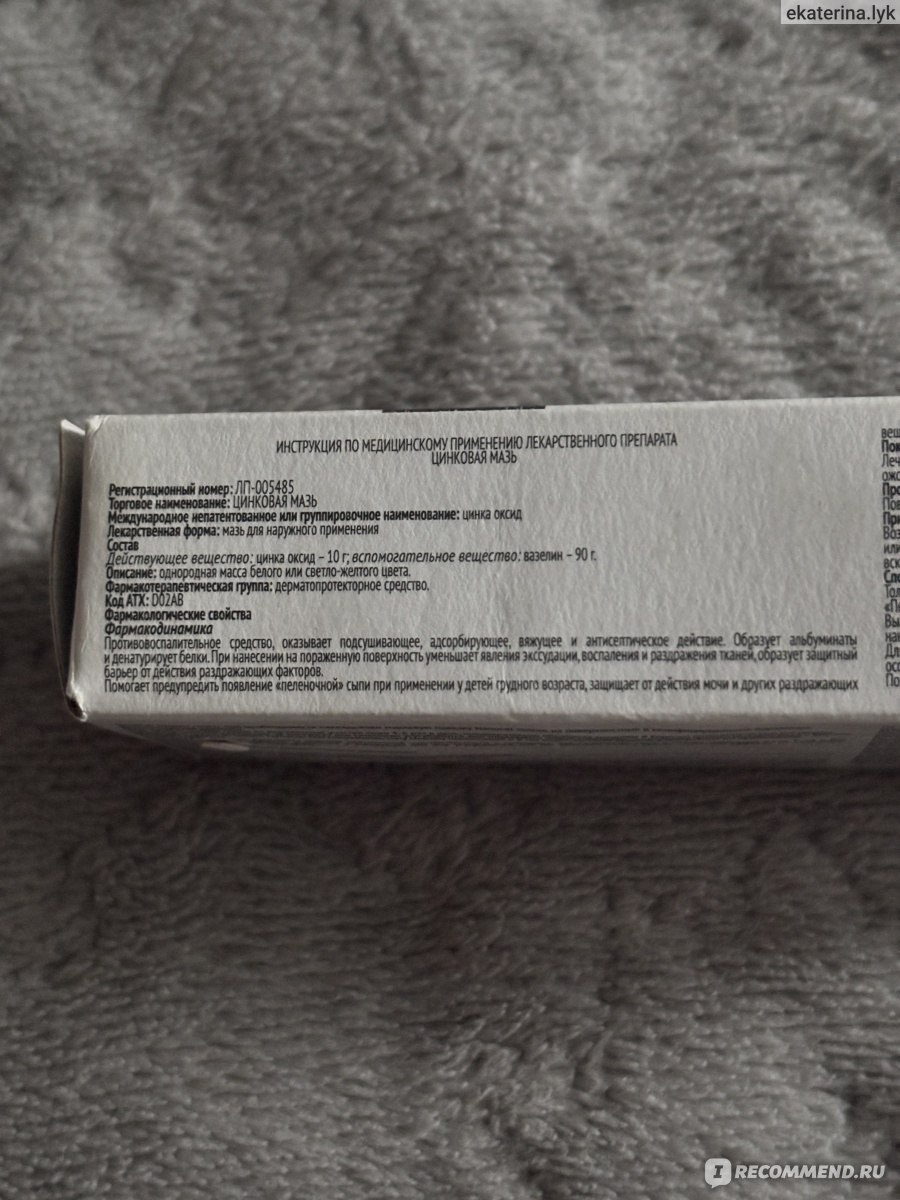 ekaterina.lyk
ИНСТРУКЦИЯ ПО МЕДИЦИНСКОМУ ПРИМЕНЕНИЮ ЛЕКАРСТВЕННОГО ПРЕПАРАТА
ЦИНКОВАЯ МАЗЬ
Регистрационный номер: ЛП-005485
Торговое наименование: ЦИНКОВАЯ МАЗЬ
Международное непатентованное или группировочное наименование: цинка оксид
Лекарственная форма: мазь для наружного применения
Состав
Действующее вещество: цинка оксид – 10 г; вспомогательное вещество: вазелин – 90 г.
Описание: однородная масса белого или светло-желтого цвета.
Фармакотерапевтическая группа: дерматопротекторное средство.
Код АТХ: D02AB
Фармакологические свойства
Фармакодинамика
Противовоспалительное средство, оказывает подсушивающее, адсорбирующее, вяжущее и антисептическое действие. Образует альбуминаты
и денатурирует белки. При нанесении на пораженную поверхность уменьшает явления экссудации, воспаления и раздражения тканей, образует защитный
барьер от действия раздражающих факторов.
Помогает предупредить появление «пеленочной» сыпи при применении у детей грудного возраста, защищает от действия мочи и других раздражающих
IRECOMMEND.RU